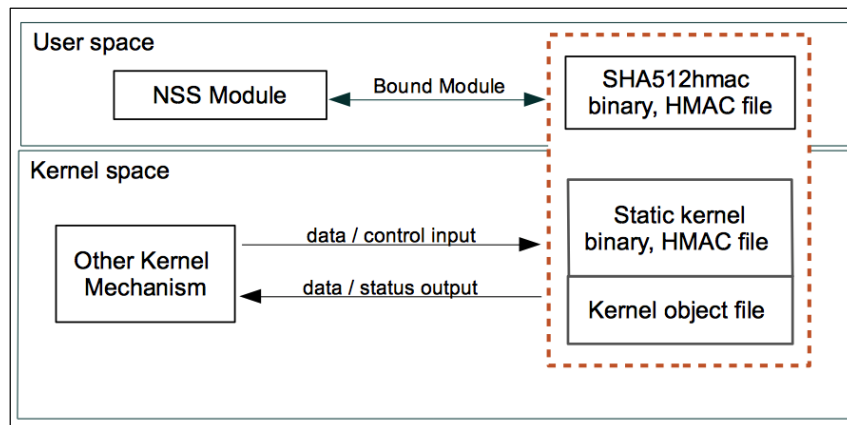 User space
NSS Module
Bound Module
SHA512hmac
binary, HMAC file
Kernel space
Other Kernel
Mechanism
data / control input
data / status output
Static kernel
binary, HMAC file
Kernel object file